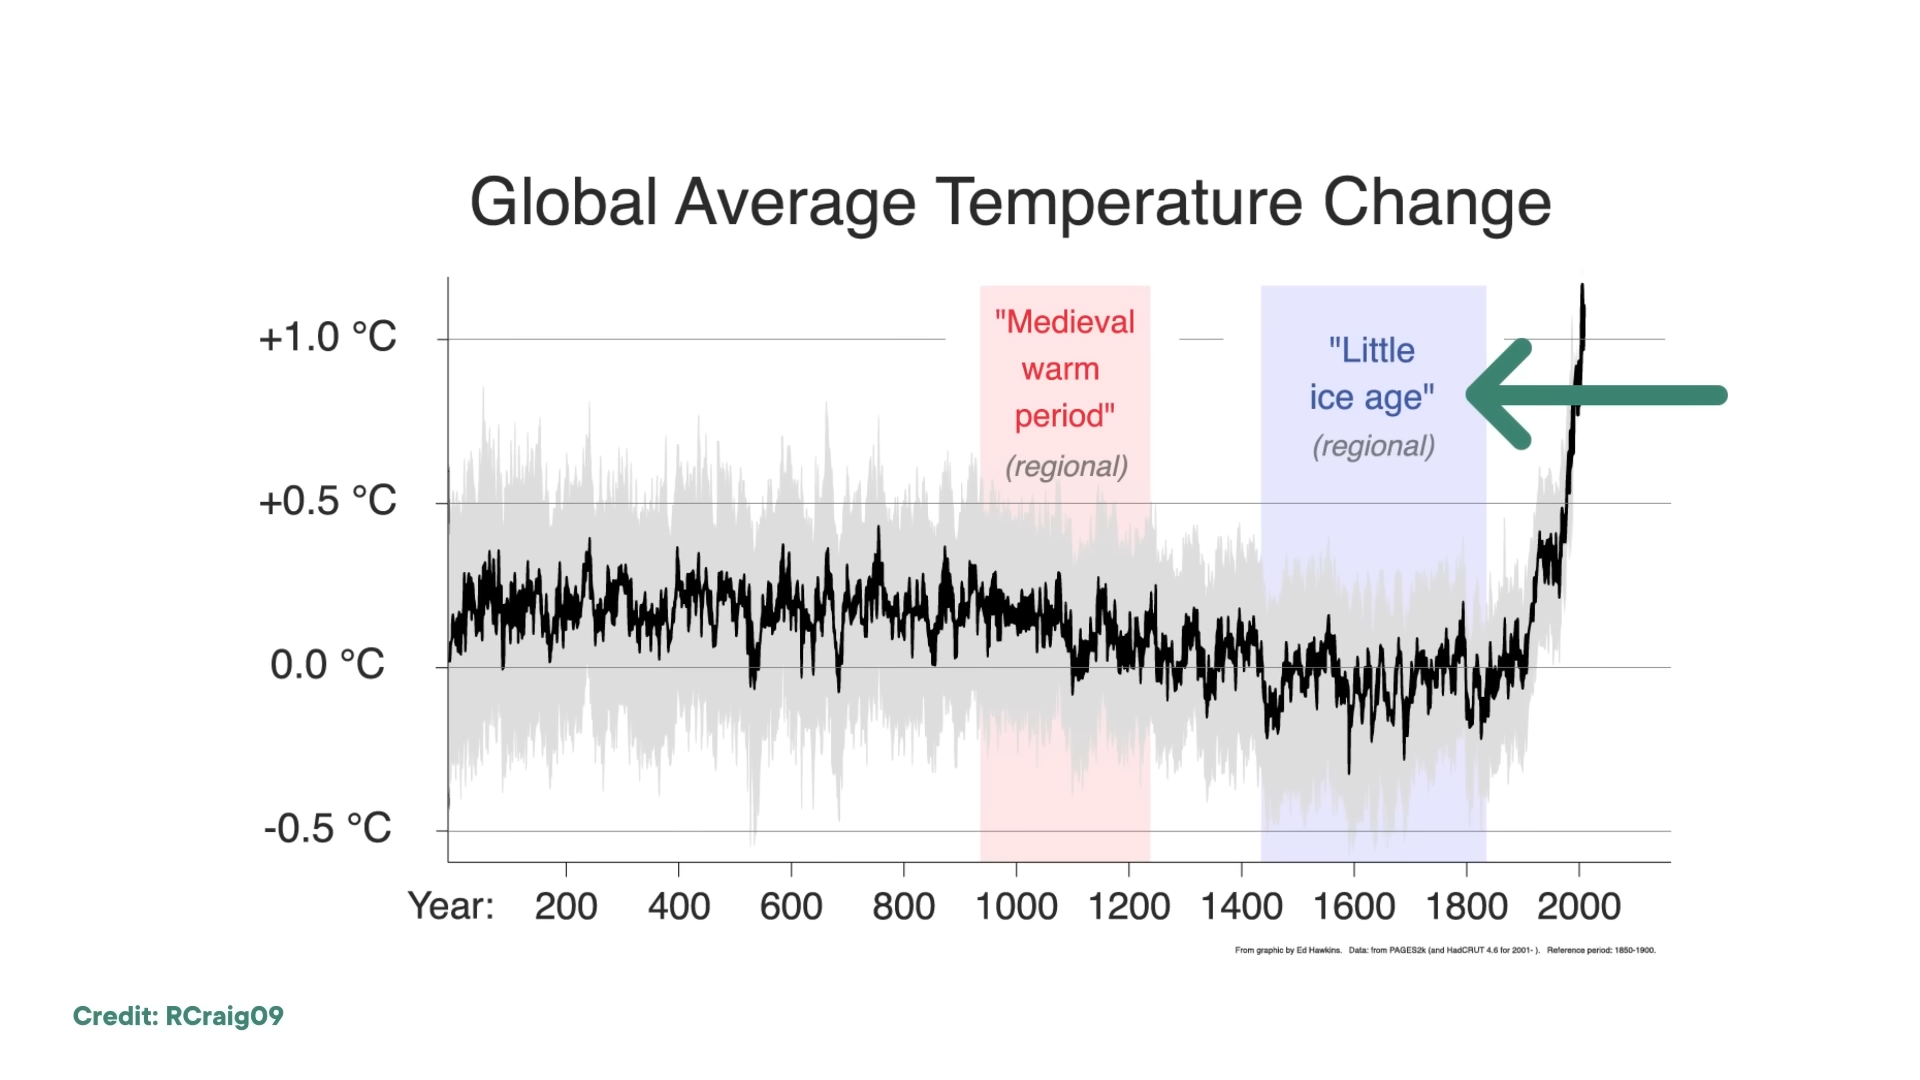 Global Average Temperature Change
+1.0 °C
+0.5 °C
0.0 °C
-0.5 °C
"Medieval
warm
period"
(regional)
"Little
ice age"
(regional)
Year: 200 400 600 800 1000 1200 1400 1600 1800 2000
From graphic by Ed Hawkins. Data: from PAGES2k (and HadCRUT 4.6 for 2001- ). Reference period: 1850-1900.
Credit: RCraig09